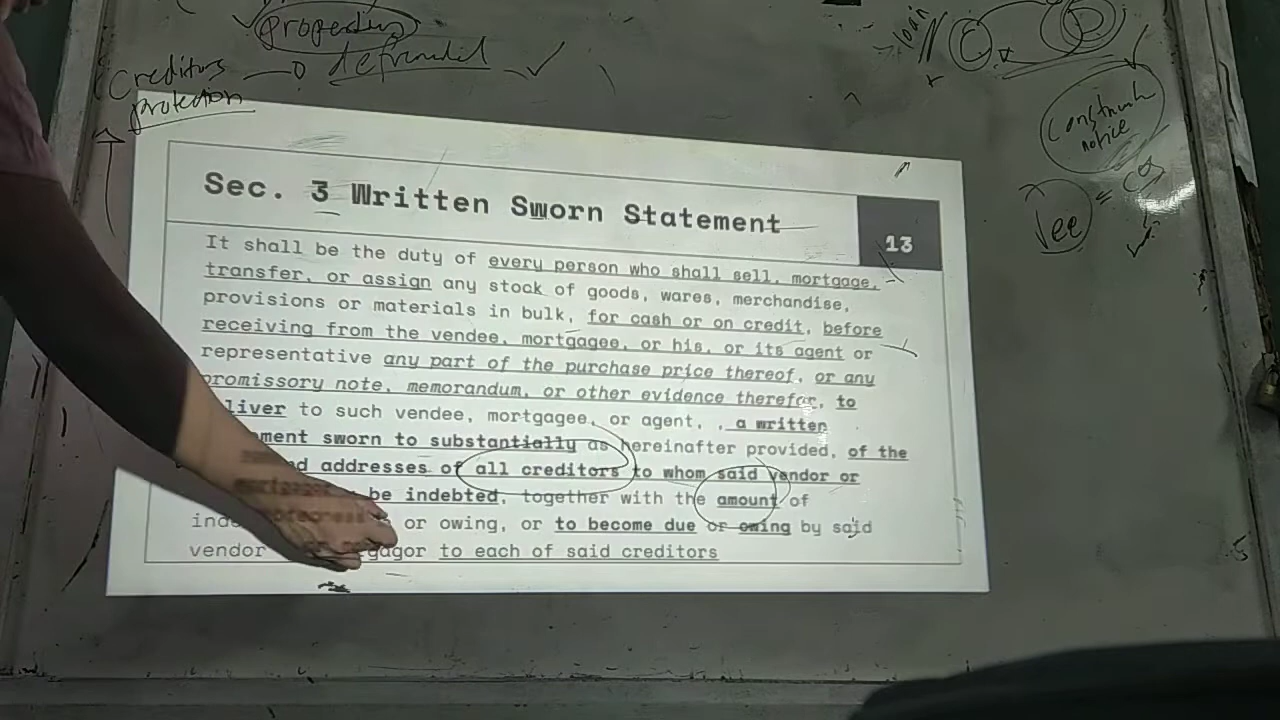 Property
Creditors defrauded
protection
constructive
notice
Vee =
Sec. 3 Written Sworn Statement
13
It shall be the duty of every person who shall sell, mortgage,
transfer, or assign any stock of goods, wares, merchandise,
provisions or materials in bulk, for cash or on credit, before
receiving from the vendee, mortgagee, or his, or its agent or
representative any part of the purchase price thereof, or any
promissory note, memorandum, or other evidence therefor, to
liver to such vendee, mortgagee, or agent, , a written
ment sworn to substantially as hereinafter provided, of the
d addresses of all creditors to whom said vendor or
be indebted, together with the amount of
inde or owing, or to become due or owing by said
vendor gagor to each of said creditors